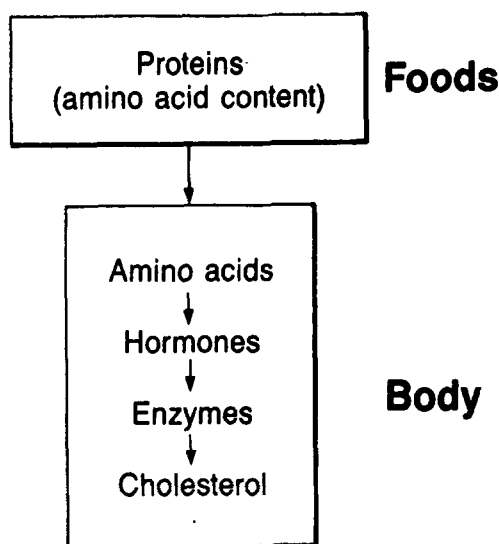 Proteins
(amino acid content)
Foods
Amino acids
Hormones
Enzymes
Cholesterol
Body